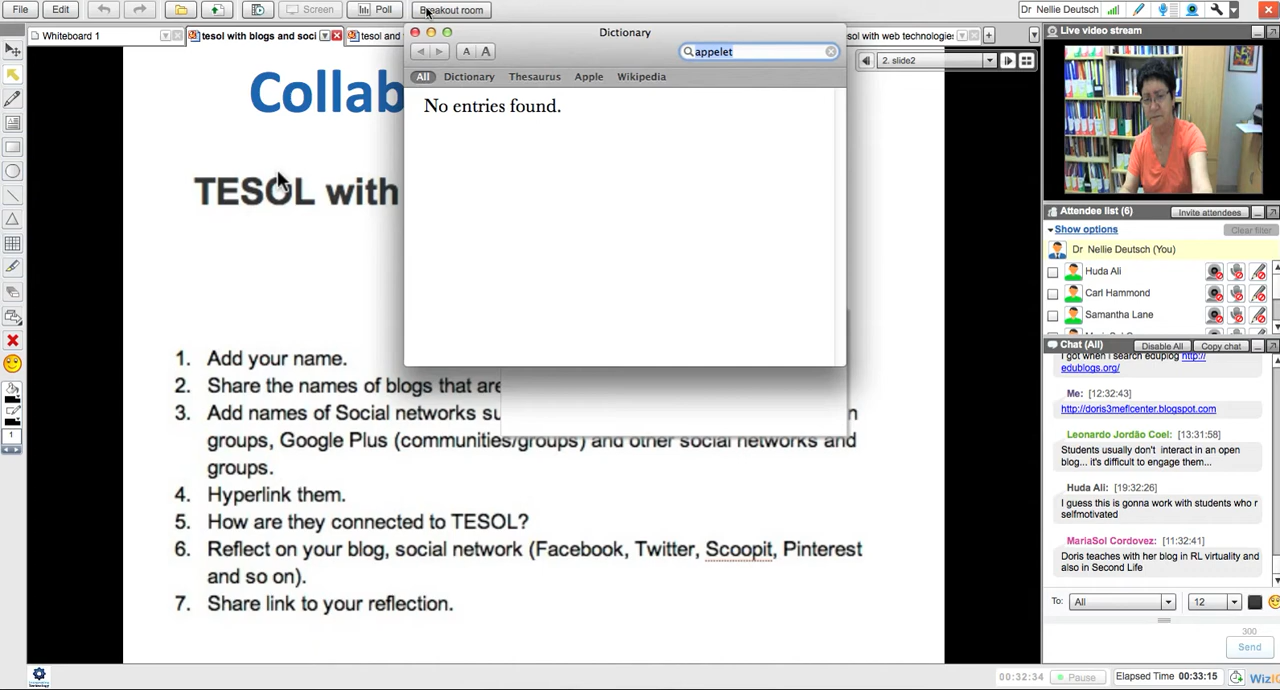 File Edit Screen Poll Breakout room Dr Nellie Deutsch
Whiteboard 1 tesol with blogs and soci tesol and sol with web technologies
Dictionary
A A appelet
All Dictionary Thesaurus Apple Wikipedia
No entries found.
2. slide2
Collab
TESOL with
1. Add your name.
2. Share the names of blogs that are
3. Add names of Social networks su n
groups, Google Plus (communities/groups) and other social networks and
groups.
4. Hyperlink them.
5. How are they connected to TESOL?
6. Reflect on your blog, social network (Facebook, Twitter, Scoopit, Pinterest
and so on).
7. Share link to your reflection.
1
Live video stream
Attendee list (6) Invite attendees
Show options Clear filter
Dr Nellie Deutsch (You)
Huda Ali
Carl Hammond
Samantha Lane
Chat (All) Disable All Copy chat
I got when I search eduplog http://
edublogs.org/
Me: [12:32:43]
http://doris3meflcenter.blogspot.com
Leonardo Jordão Coel: [13:31:58]
Students usually don't interact in an open
blog... it's difficult to engage them...
Huda Ali: [19:32:26]
I guess this is gonna work with students who r
selfmotivated
MariaSol Cordovez: [11:32:41]
Doris teaches with her blog in RL virtuality and
also in Second Life
To: All 12
300
Send
00:32:34 Pause Elapsed Time 00:33:15 WizI